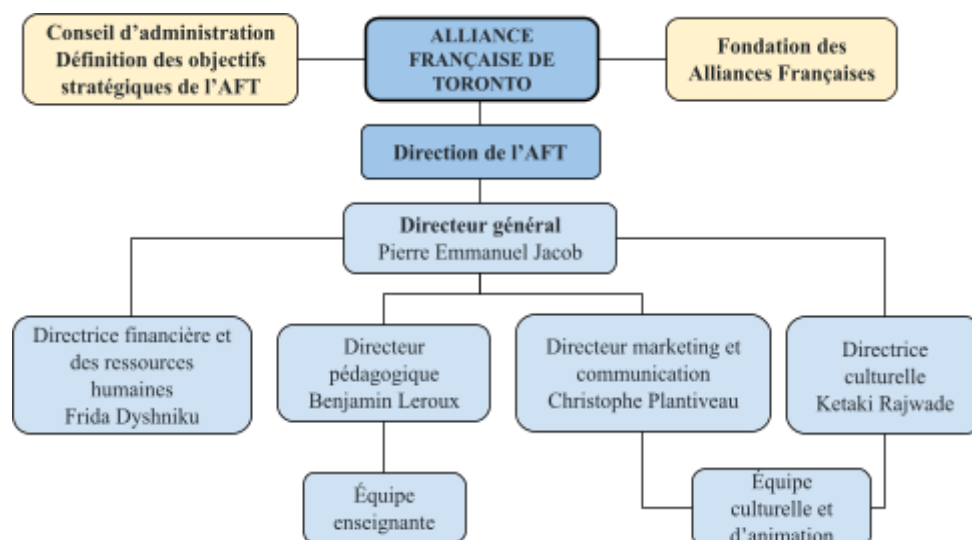 Conseil d'administration
Définition des objectifs
stratégiques de l'AFT
ALLIANCE
FRANÇAISE DE
TORONTO
Fondation des
Alliances Françaises
Direction de l'AFT
Directeur général
Pierre Emmanuel Jacob
Directrice financière et
des ressources
humaines
Frida Dyshniku
Directeur
pédagogique
Benjamin Leroux
Directeur marketing et
communication
Christophe Plantiveau
Directrice
culturelle
Ketaki Rajwade
Équipe
enseignante
Équipe
culturelle et
d'animation